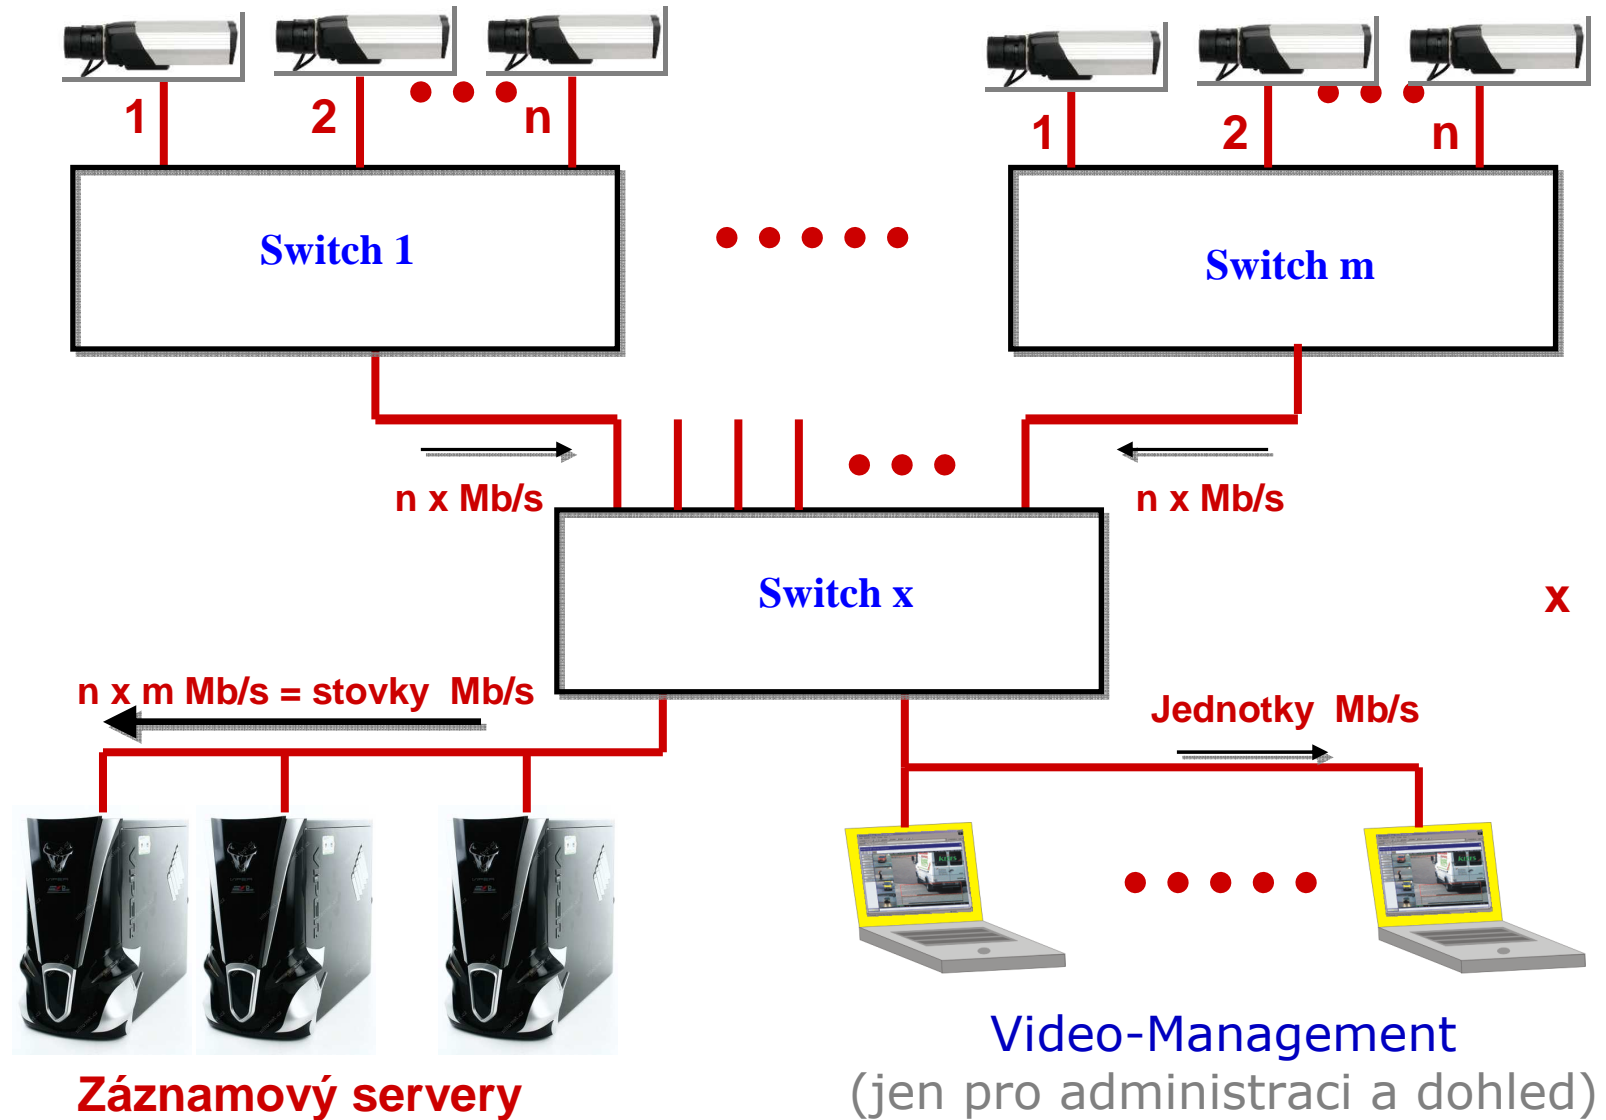 1
2
n
1
2
n
Switch 1
Switch m
n x Mb/s
n x Mb/s
Switch x
x
n x m Mb/s = stovky Mb/s
Jednotky Mb/s
Video-Management
Záznamový servery
(jen pro administraci a dohled)